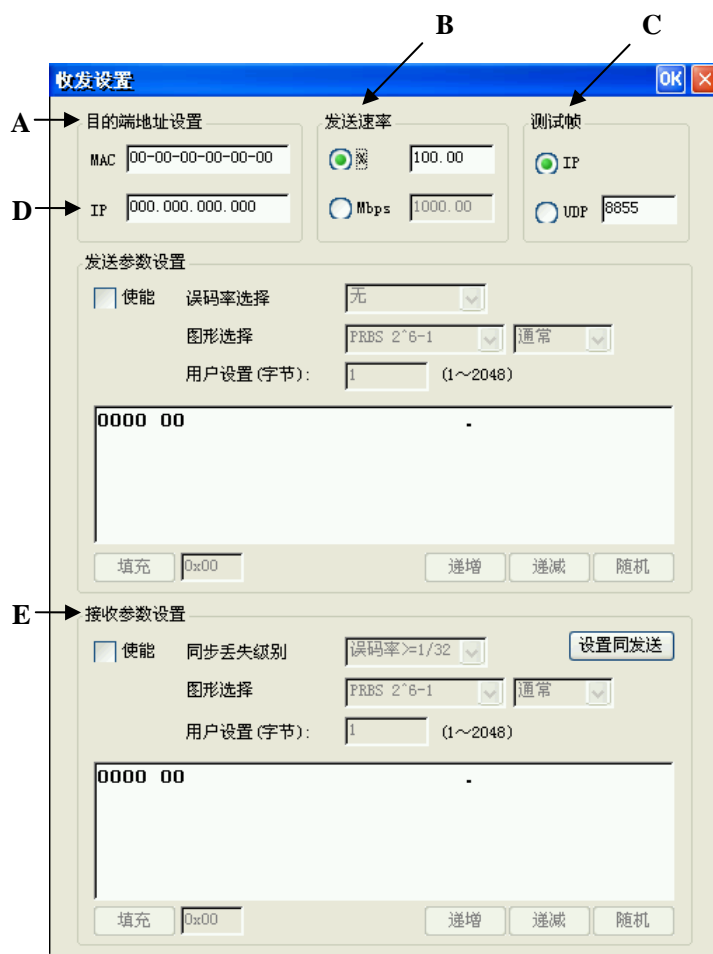 B C
收发设置 OK
A 目的端地址设置 发送速率 测试帧
MAC 00-00-00-00-00-00 % 100.00 IP
D IP 000.000.000.000 Mbps 1000.00 UDP 8855
发送参数设置
使能 误码率选择 无
图形选择 PRBS 2^6-1 通常
用户设置(字节): 1 (1～2048)
0000 00 .
填充 0x00 递增 递减 随机
E 接收参数设置
使能 同步丢失级别 误码率>=1/32 设置同发送
图形选择 PRBS 2^6-1 通常
用户设置(字节): 1 (1～2048)
0000 00 .
填充 0x00 递增 递减 随机